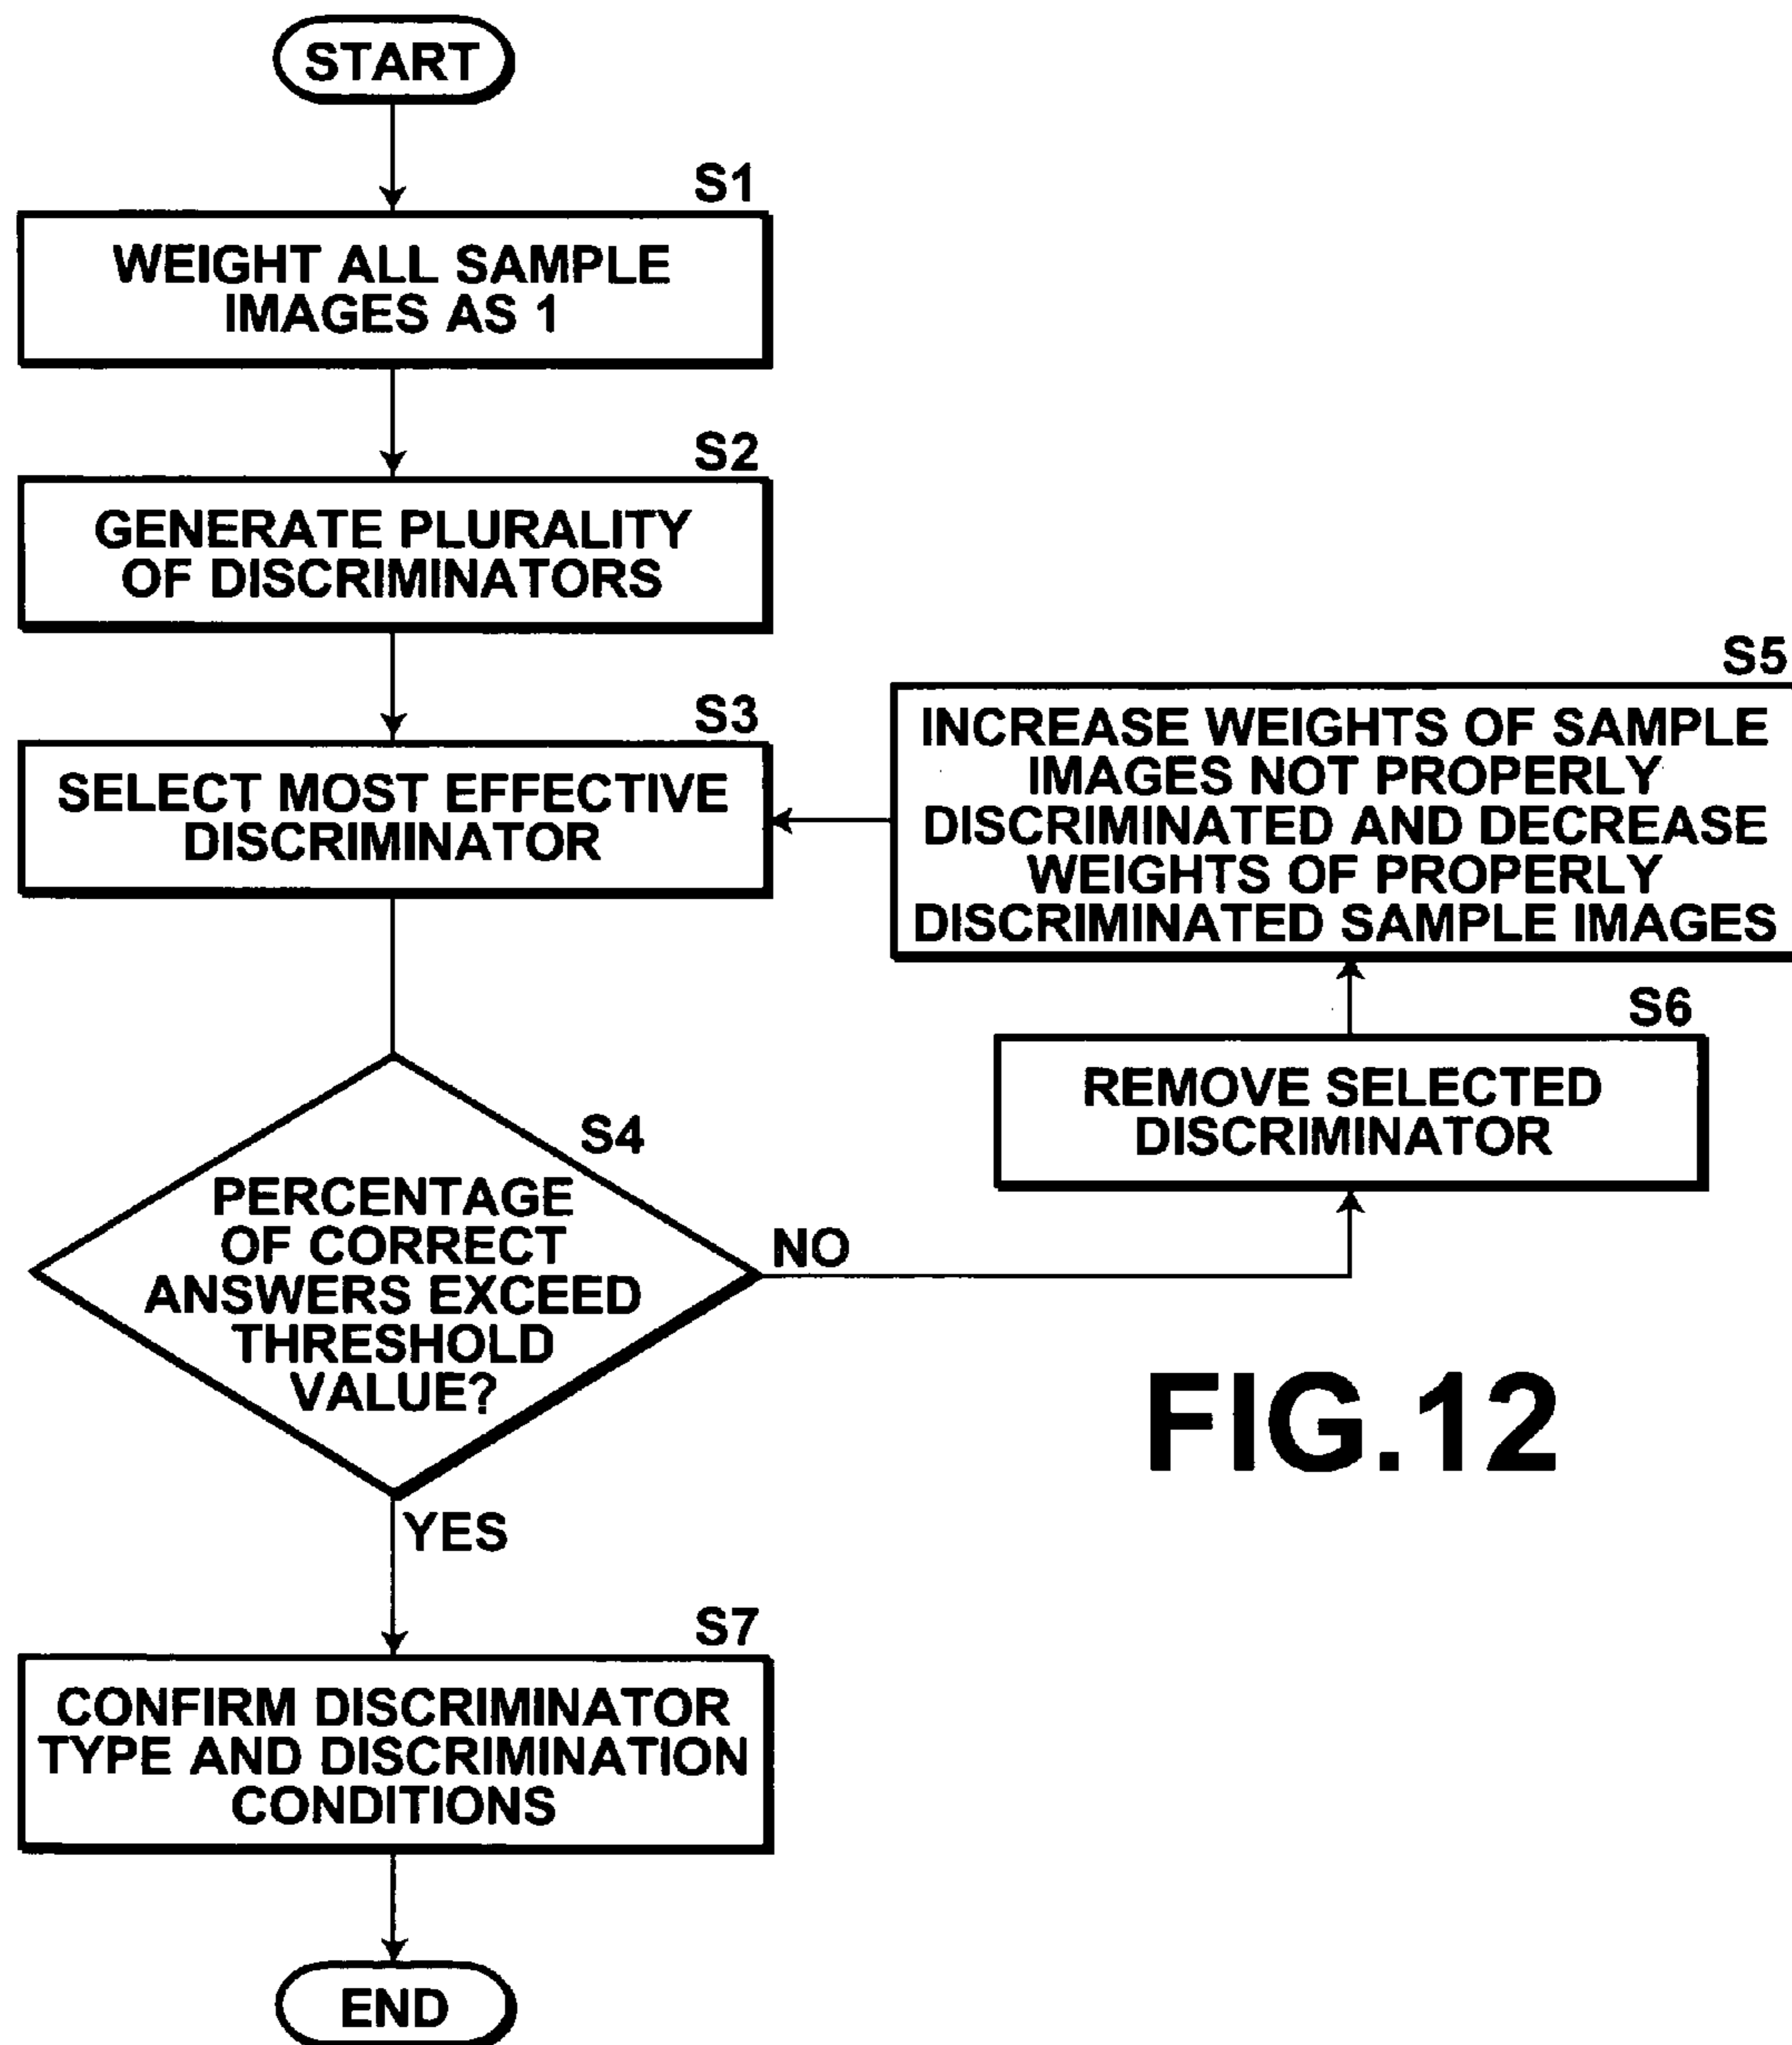 START
S1
WEIGHT ALL SAMPLE
IMAGES AS 1
S2
GENERATE PLURALITY
OF DISCRIMINATORS
S3
SELECT MOST EFFECTIVE
DISCRIMINATOR
S4
PERCENTAGE
OF CORRECT
ANSWERS EXCEED
THRESHOLD
VALUE?
NO
S6
REMOVE SELECTED
DISCRIMINATOR
S5
INCREASE WEIGHTS OF SAMPLE
IMAGES NOT PROPERLY
DISCRIMINATED AND DECREASE
WEIGHTS OF PROPERLY
DISCRIMINATED SAMPLE IMAGES
YES
S7
CONFIRM DISCRIMINATOR
TYPE AND DISCRIMINATION
CONDITIONS
END
FIG.12